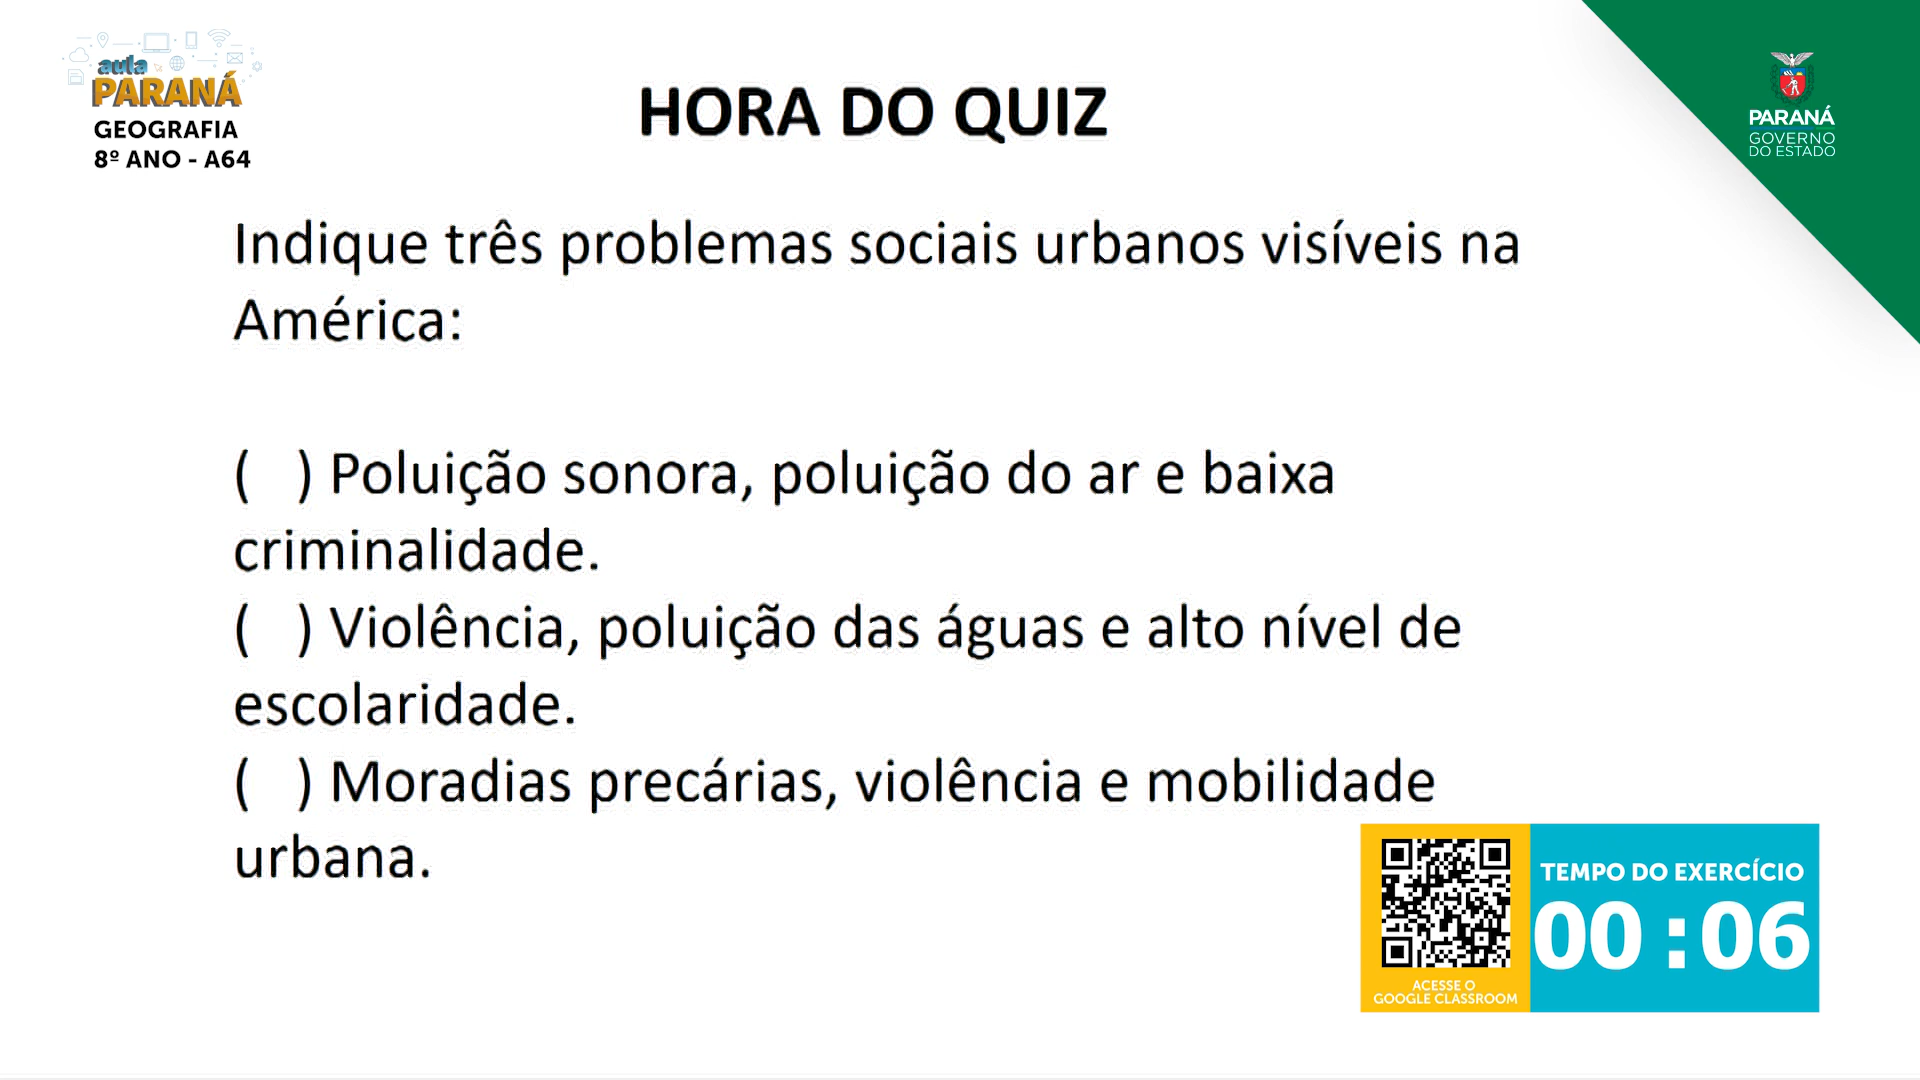 aula
PARANÁ
GEOGRAFIA
8º ANO - A64
HORA DO QUIZ
PARANÁ
GOVERNO
DO ESTADO
Indique três problemas sociais urbanos visíveis na
América:
(   ) Poluição sonora, poluição do ar e baixa
criminalidade.
(   ) Violência, poluição das águas e alto nível de
escolaridade.
(   ) Moradias precárias, violência e mobilidade
urbana.
ACESSE O
GOOGLE CLASSROOM
TEMPO DO EXERCÍCIO
00 : 06